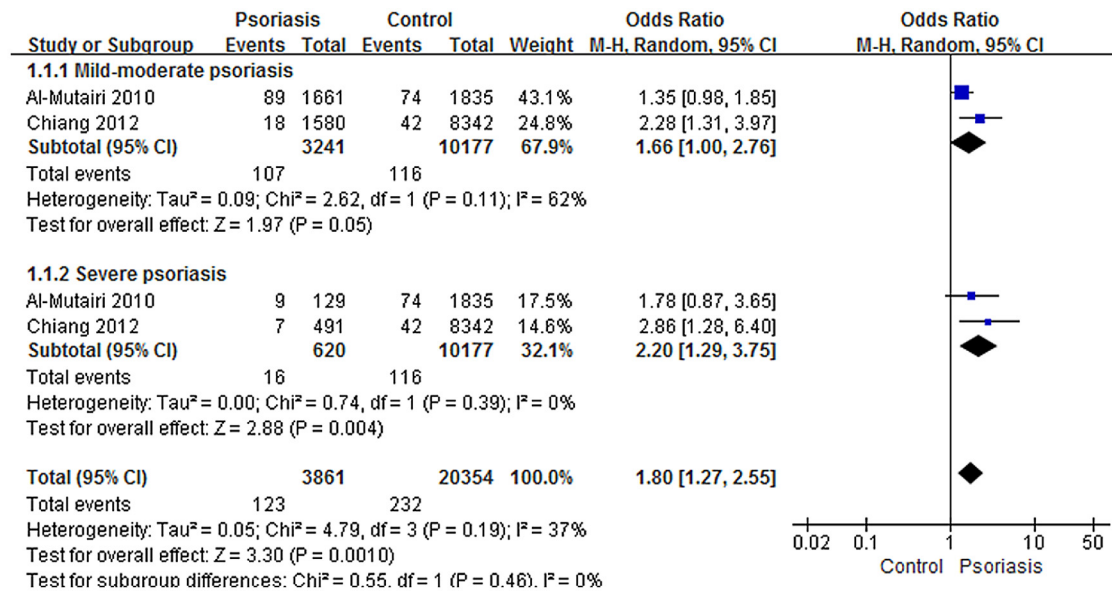 Psoriasis Control Odds Ratio Odds Ratio
Study or Subgroup Events Total Events Total Weight M-H, Random, 95% CI M-H, Random, 95% CI
1.1.1 Mild-moderate psoriasis
Al-Mutairi 2010 89 1661 74 1835 43.1% 1.35 [0.98, 1.85]
Chiang 2012 18 1580 42 8342 24.8% 2.28 [1.31, 3.97]
Subtotal (95% CI) 3241 10177 67.9% 1.66 [1.00, 2.76]
Total events 107 116
Heterogeneity: Tau² = 0.09; Chi² = 2.62, df = 1 (P = 0.11); I² = 62%
Test for overall effect: Z = 1.97 (P = 0.05)
1.1.2 Severe psoriasis
Al-Mutairi 2010 9 129 74 1835 17.5% 1.78 [0.87, 3.65]
Chiang 2012 7 491 42 8342 14.6% 2.86 [1.28, 6.40]
Subtotal (95% CI) 620 10177 32.1% 2.20 [1.29, 3.75]
Total events 16 116
Heterogeneity: Tau² = 0.00; Chi² = 0.74, df = 1 (P = 0.39); I² = 0%
Test for overall effect: Z = 2.88 (P = 0.004)
Total (95% CI) 3861 20354 100.0% 1.80 [1.27, 2.55]
Total events 123 232
Heterogeneity: Tau² = 0.05; Chi² = 4.79, df = 3 (P = 0.19); I² = 37%
Test for overall effect: Z = 3.30 (P = 0.0010)
Test for subgroup differences: Chi² = 0.55, df = 1 (P = 0.46), I² = 0%
0.02 0.1 1 10 50
Control Psoriasis